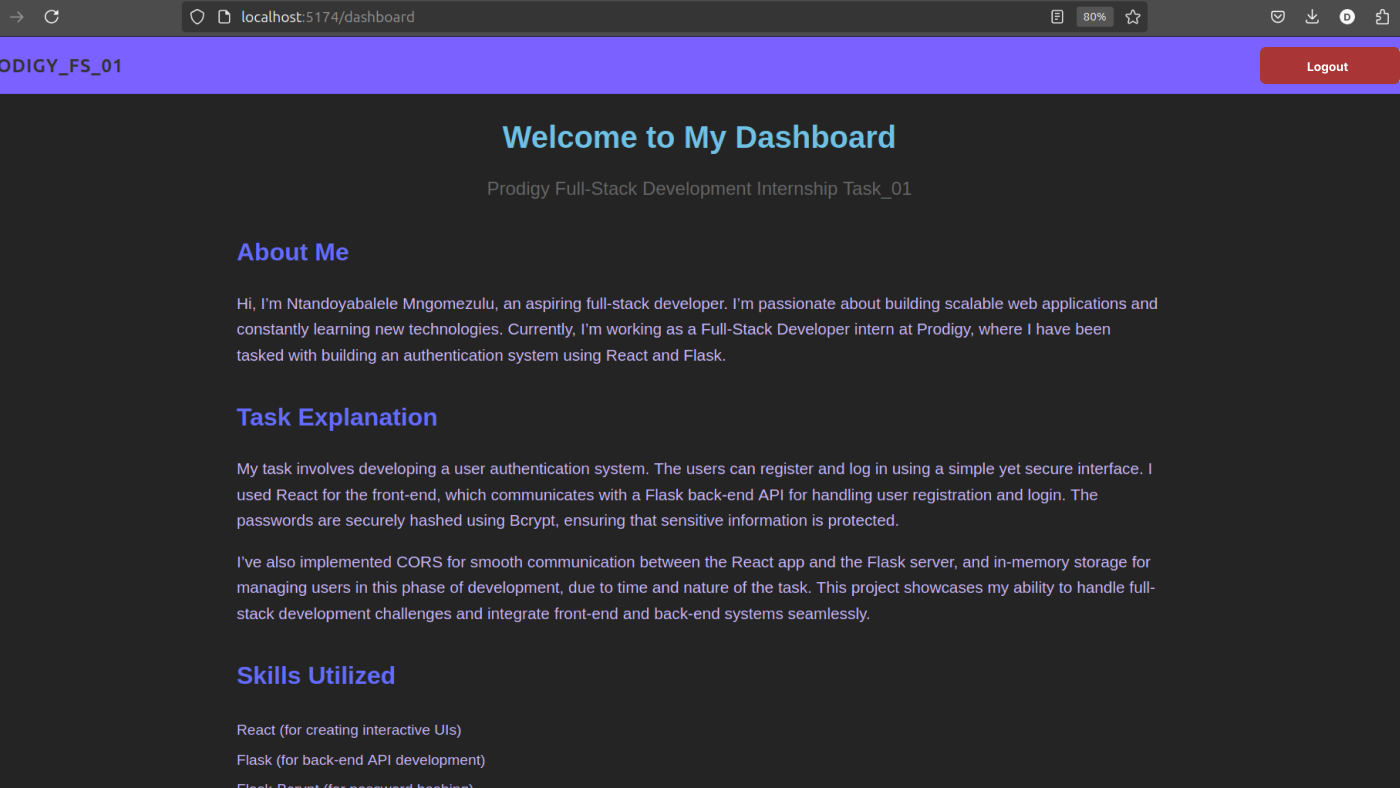 localhost:5174/dashboard
80%
D
ODIGY_FS_01
Logout
Welcome to My Dashboard
Prodigy Full-Stack Development Internship Task_01
About Me
Hi, I’m Ntandoyabalele Mngomezulu, an aspiring full-stack developer. I’m passionate about building scalable web applications and
constantly learning new technologies. Currently, I’m working as a Full-Stack Developer intern at Prodigy, where I have been
tasked with building an authentication system using React and Flask.
Task Explanation
My task involves developing a user authentication system. The users can register and log in using a simple yet secure interface. I
used React for the front-end, which communicates with a Flask back-end API for handling user registration and login. The
passwords are securely hashed using Bcrypt, ensuring that sensitive information is protected.
I’ve also implemented CORS for smooth communication between the React app and the Flask server, and in-memory storage for
managing users in this phase of development, due to time and nature of the task. This project showcases my ability to handle full-
stack development challenges and integrate front-end and back-end systems seamlessly.
Skills Utilized
React (for creating interactive UIs)
Flask (for back-end API development)
Flask-Bcrypt (for password hashing)